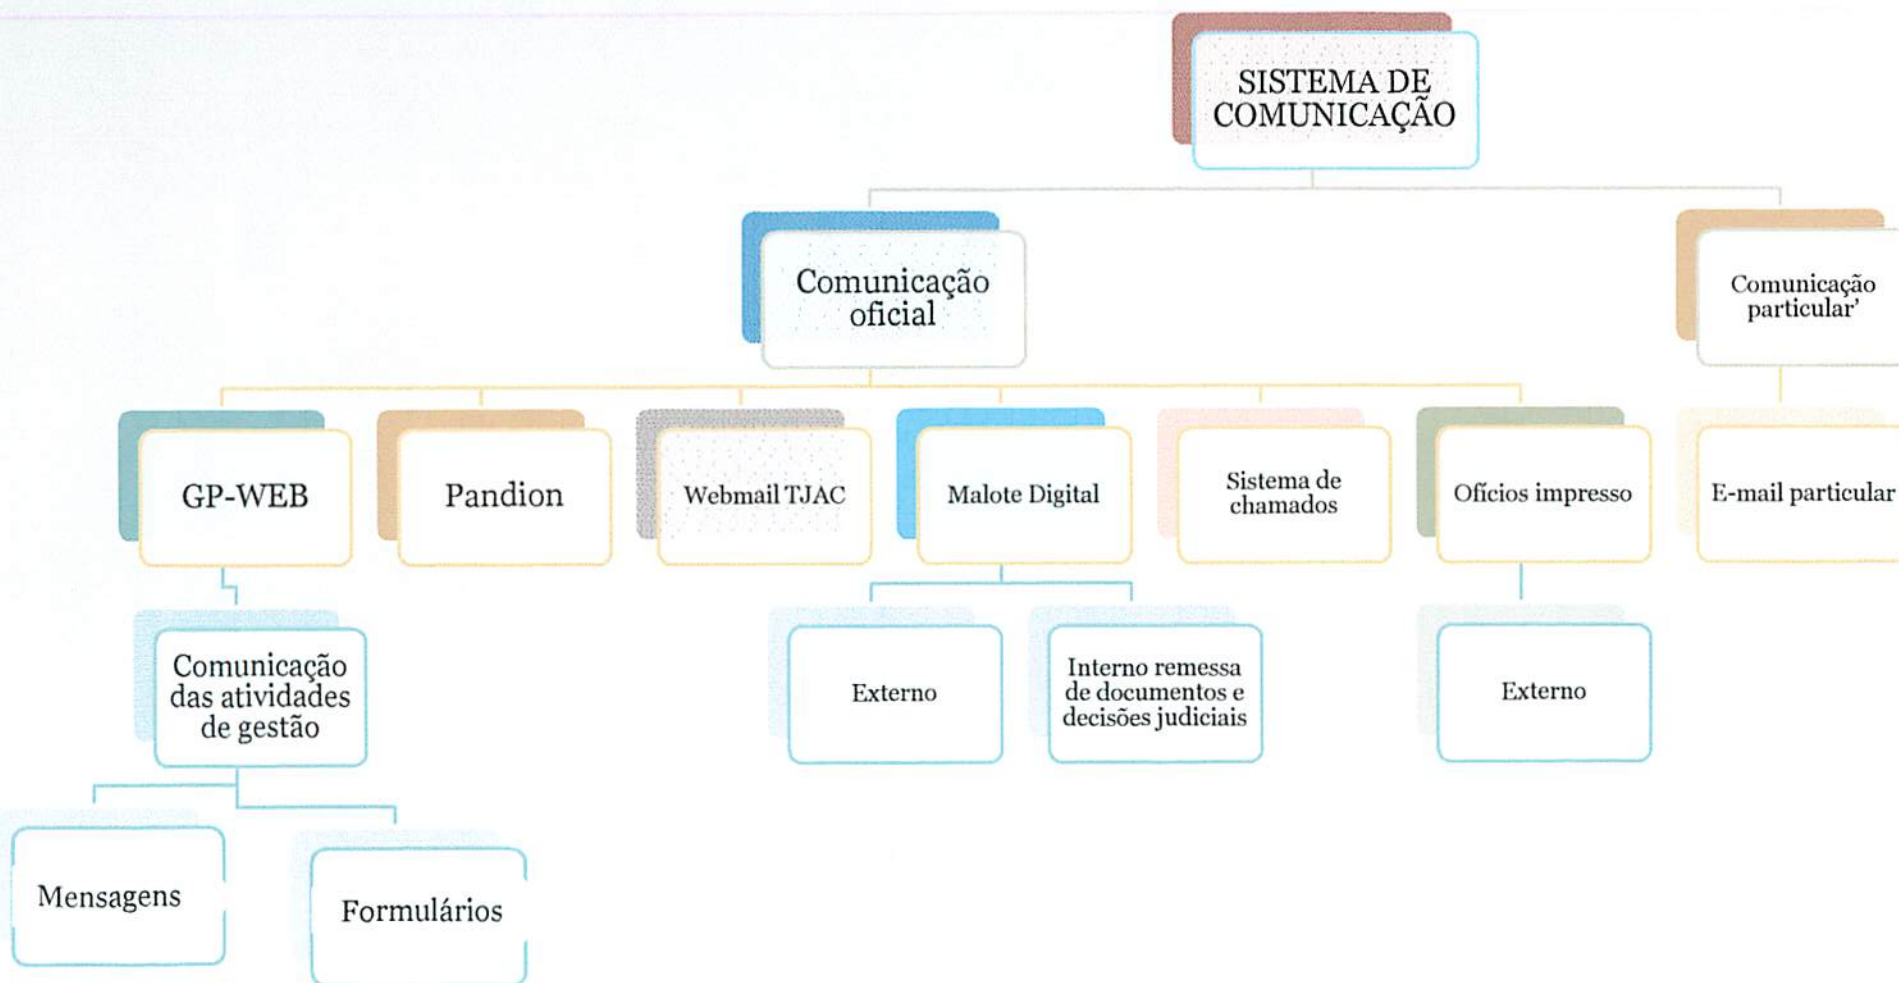 SISTEMA DE
COMUNICAÇÃO
Comunicação
oficial
Comunicação
particular’
GP-WEB
Pandion
Webmail TJAC
Malote Digital
Sistema de
chamados
Ofícios impresso
E-mail particular
Comunicação
das atividades
de gestão
Externo
Interno remessa
de documentos e
decisões judiciais
Externo
Mensagens
Formulários